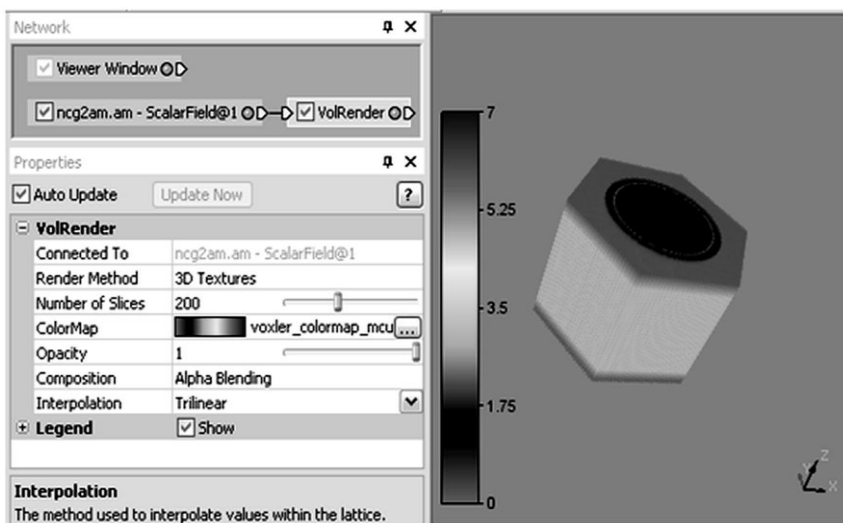 Network
Viewer Window
ncg2am.am - ScalarField@1
VolRender
Properties
Auto Update
Update Now
?
VolRender
Connected To ncg2am.am - ScalarField@1
Render Method 3D Textures
Number of Slices 200
ColorMap voxler_colormap_mcu ...
Opacity 1
Composition Alpha Blending
Interpolation Trilinear
Legend Show
Interpolation
The method used to interpolate values within the lattice.
7
5.25
3.5
1.75
0
Z
Y
X